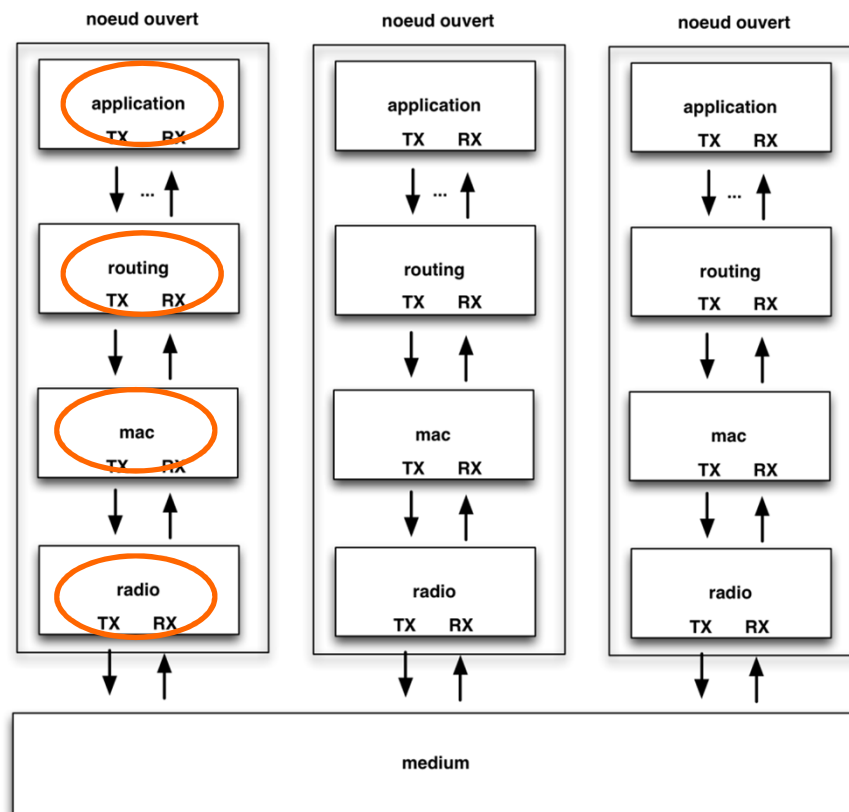 noeud ouvert
application
TX RX
...
routing
TX RX
mac
TX RX
radio
TX RX
noeud ouvert
application
TX RX
...
routing
TX RX
mac
TX RX
radio
TX RX
noeud ouvert
application
TX RX
...
routing
TX RX
mac
TX RX
radio
TX RX
medium